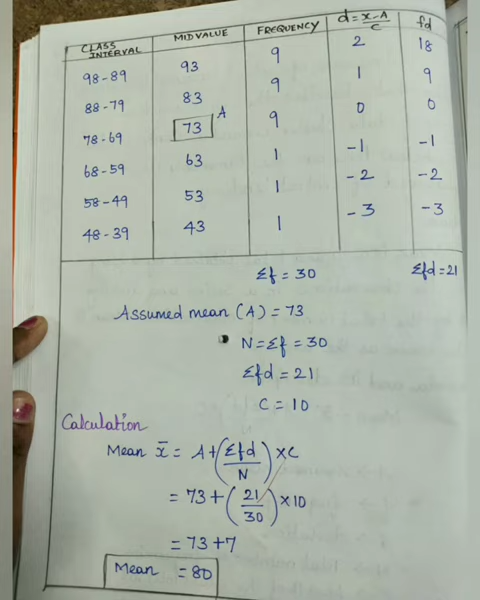 CLASS INTERVAL MIDVALUE FREQUENCY d = x-A/C fd
98-89 93 9 2 18
88-79 83 9 1 9
78-69 73 A 9 0 0
68-59 63 1 -1 -1
58-49 53 1 -2 -2
48-39 43 1 -3 -3
Σf = 30 Σfd = 21
Assumed mean (A) = 73
N = Σf = 30
Σfd = 21
C = 10
Calculation
Mean x̄ = A + (Σfd/N) × C
= 73 + (21/30) × 10
= 73 + 7
Mean = 80